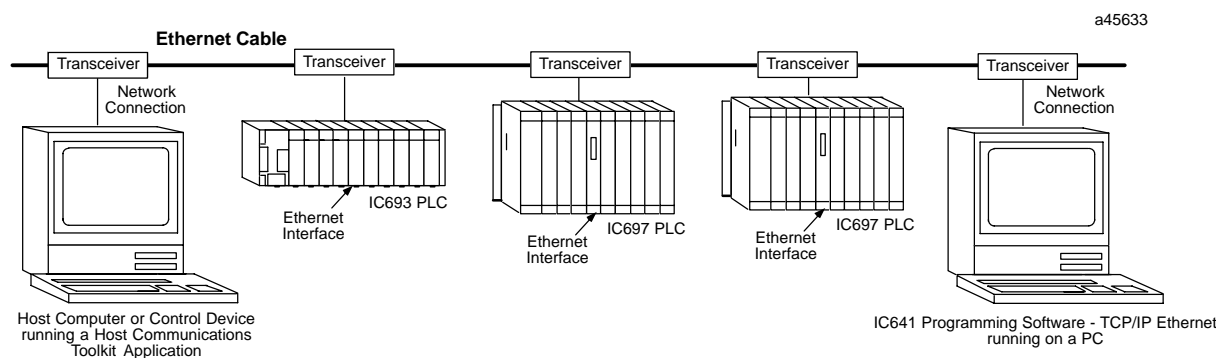 a45633
Ethernet Cable
Transceiver
Transceiver
Transceiver
Transceiver
Transceiver
Network
Connection
Network
Connection
IC693 PLC
Ethernet
Interface
IC697 PLC
Ethernet
Interface
IC697 PLC
Ethernet
Interface
Host Computer or Control Device
running a Host Communications
Toolkit Application
IC641 Programming Software - TCP/IP Ethernet
running on a PC